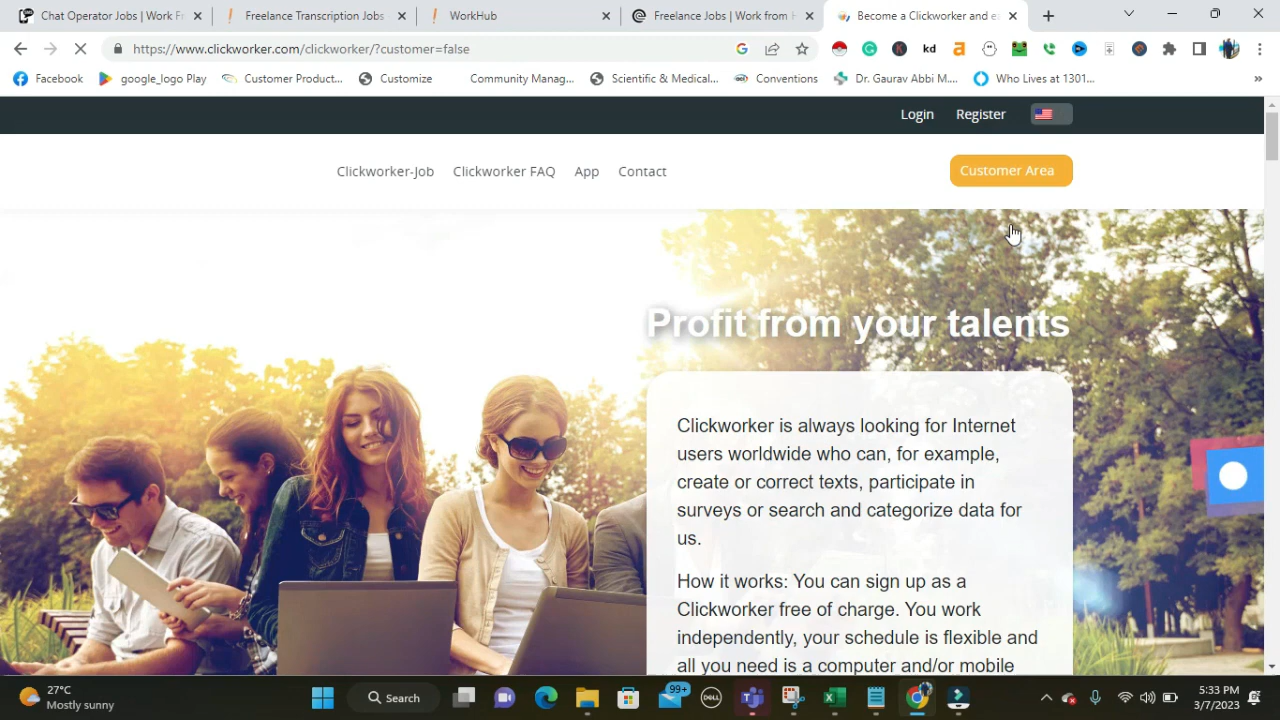 Chat Operator Jobs | Work Fr
Freelance Transcription Jobs
WorkHub
Freelance Jobs | Work from H
Become a Clickworker and ea
https://www.clickworker.com/clickworker/?customer=false
kd
Facebook
google_logo Play
Customer Product...
Customize
Community Manag...
Scientific & Medical...
Conventions
Dr. Gaurav Abbi M....
Who Lives at 1301...
Login Register
Clickworker-Job Clickworker FAQ App Contact
Customer Area
Profit from your talents
Clickworker is always looking for Internet
users worldwide who can, for example,
create or correct texts, participate in
surveys or search and categorize data for
us.
How it works: You can sign up as a
Clickworker free of charge. You work
independently, your schedule is flexible and
all you need is a computer and/or mobile
27°C
Mostly sunny
Search
99+
DELL
5:33 PM
3/7/2023